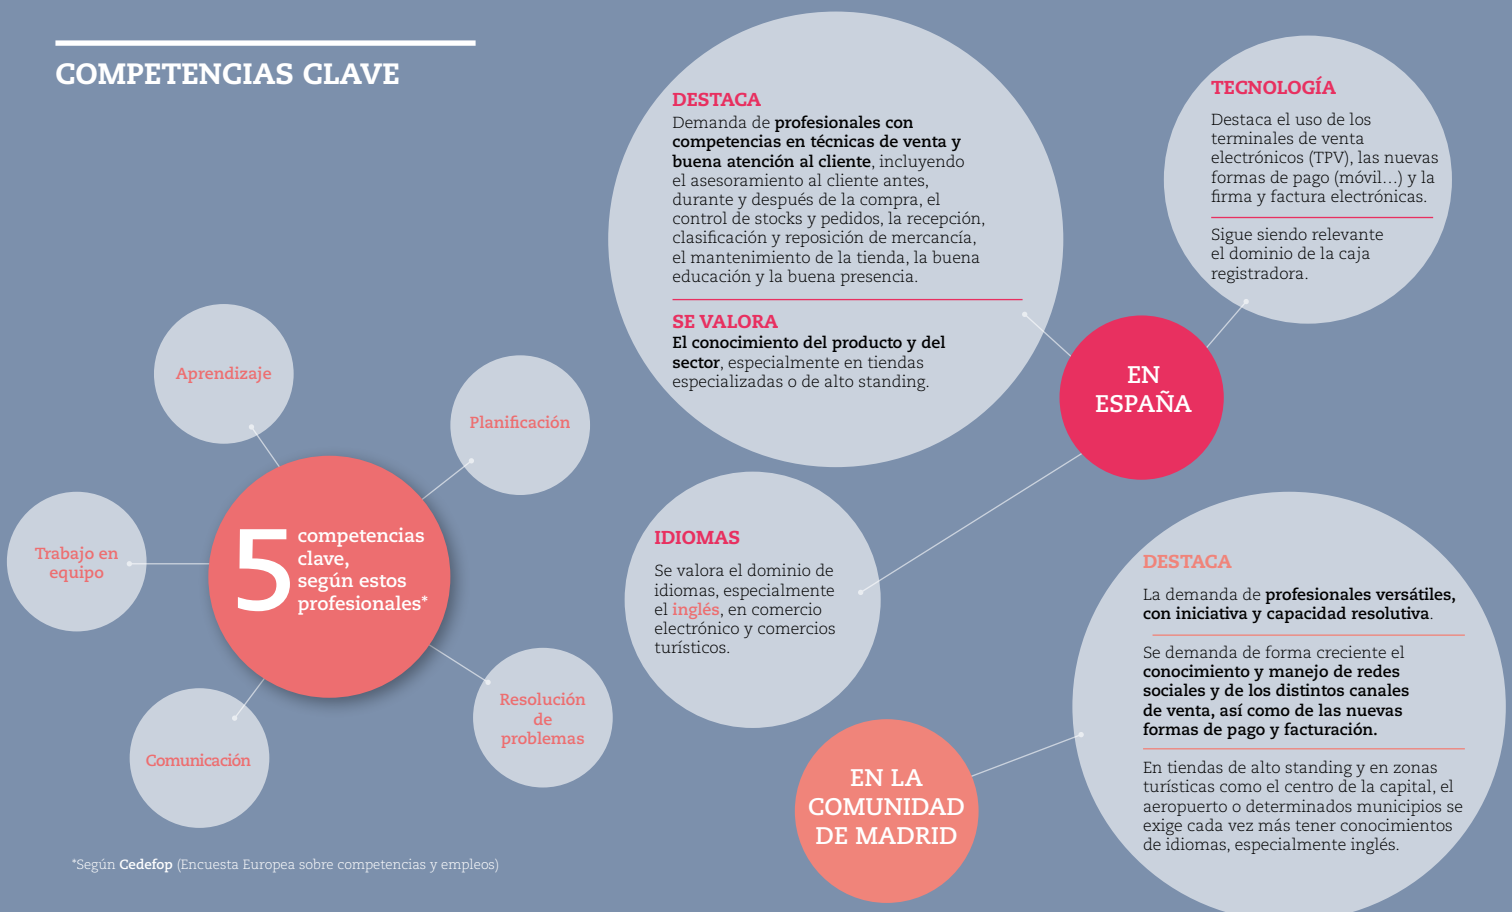 COMPETENCIAS CLAVE
Aprendizaje
Planificación
Trabajo en
equipo
5
competencias
clave,
según estos
profesionales*
Resolución
de
problemas
Comunicación
*Según Cedefop (Encuesta Europea sobre competencias y empleos)
DESTACA
Demanda de profesionales con
competencias en técnicas de venta y
buena atención al cliente, incluyendo
el asesoramiento al cliente antes,
durante y después de la compra, el
control de stocks y pedidos, la recepción,
clasificación y reposición de mercancía,
el mantenimiento de la tienda, la buena
educación y la buena presencia.
SE VALORA
El conocimiento del producto y del
sector, especialmente en tiendas
especializadas o de alto standing.
TECNOLOGÍA
Destaca el uso de los
terminales de venta
electrónicos (TPV), las nuevas
formas de pago (móvil...) y la
firma y factura electrónicas.
Sigue siendo relevante
el dominio de la caja
registradora.
EN
ESPAÑA
IDIOMAS
Se valora el dominio de
idiomas, especialmente
el inglés, en comercio
electrónico y comercios
turísticos.
EN LA
COMUNIDAD
DE MADRID
DESTACA
La demanda de profesionales versátiles,
con iniciativa y capacidad resolutiva.
Se demanda de forma creciente el
conocimiento y manejo de redes
sociales y de los distintos canales
de venta, así como de las nuevas
formas de pago y facturación.
En tiendas de alto standing y en zonas
turísticas como el centro de la capital, el
aeropuerto o determinados municipios se
exige cada vez más tener conocimientos
de idiomas, especialmente inglés.